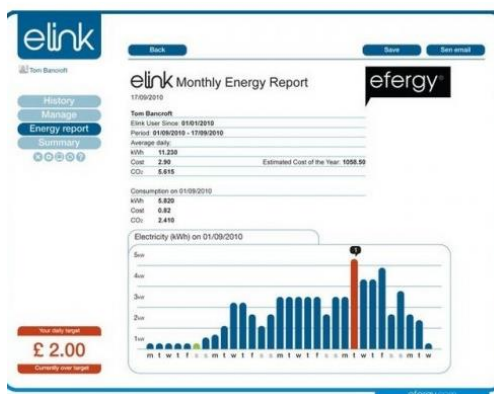 elink
Tom Bancroft
Back
Save
Sen email
elink Monthly Energy Report
efergy
17/09/2010
History
Manage
Energy report
Summary
Tom Bancroft
Elink User Since: 01/01/2010
Period: 01/09/2010 - 17/09/2010
Average daily:
kWh 11.230
Cost 2.90 Estimated Cost of the Year: 1058.50
CO₂ 5.615
Consumption on 01/09/2010
kWh 5.820
Cost 0.82
CO₂ 2.410
Electricity (kWh) on 01/09/2010
1
5kW
4kW
3kW
2kW
1kW
m t w t f s s m t w t f s s m t w t f s s m t w t f s s m t w
Your daily target
£ 2.00
Currently over target